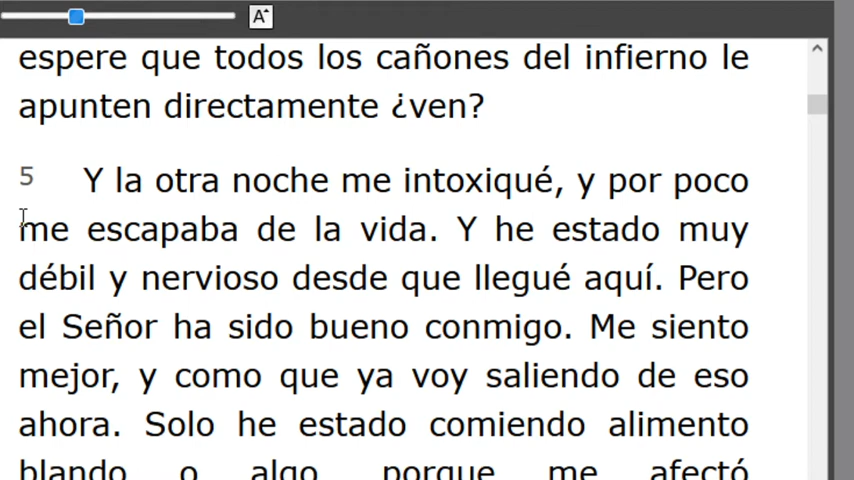 A
espere que todos los cañones del infierno le
apunten directamente ¿ven?
5 Y la otra noche me intoxiqué, y por poco
me escapaba de la vida. Y he estado muy
débil y nervioso desde que llegué aquí. Pero
el Señor ha sido bueno conmigo. Me siento
mejor, y como que ya voy saliendo de eso
ahora. Solo he estado comiendo alimento
blando o algo porque me afectó